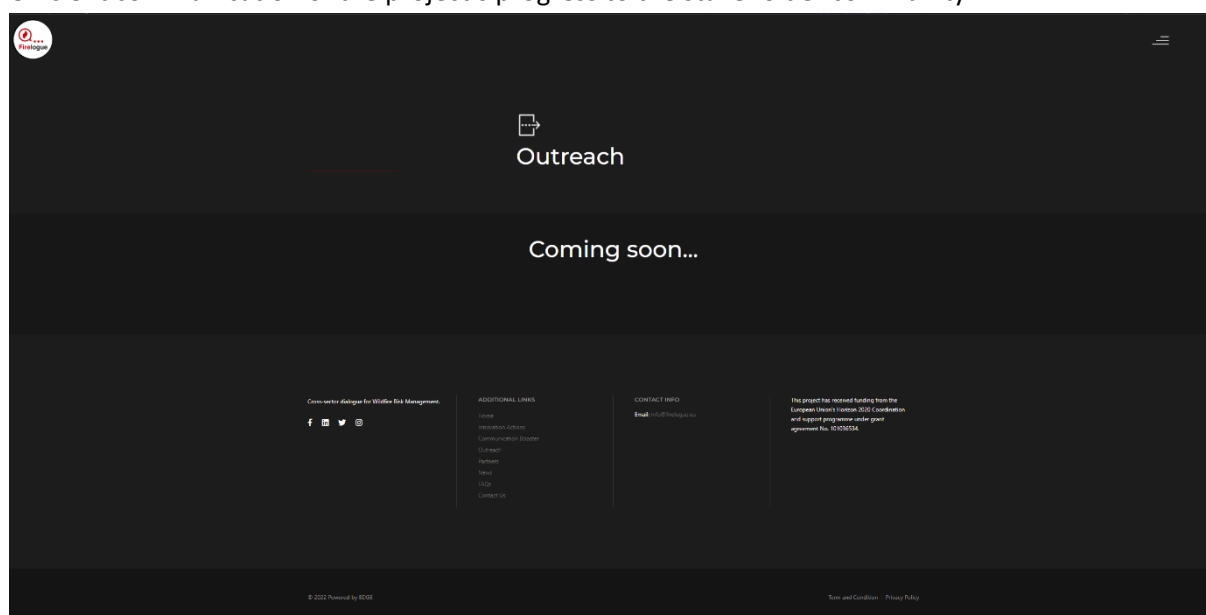 Firelogue
Outreach
Coming soon...
Cross-sector dialogue for Wildfire Risk Management.
ADDITIONAL LINKS
Home
Innovation Actions
Communication Booster
Outreach
Partners
News
FAQs
Contact Us
CONTACT INFO
Email: info@firelogue.eu
This project has received funding from the
European Union's Horizon 2020 Coordination
and support programme under grant
agreement No. 101036534.
© 2022 Powered by EDGE
Term and Condition Privacy Policy